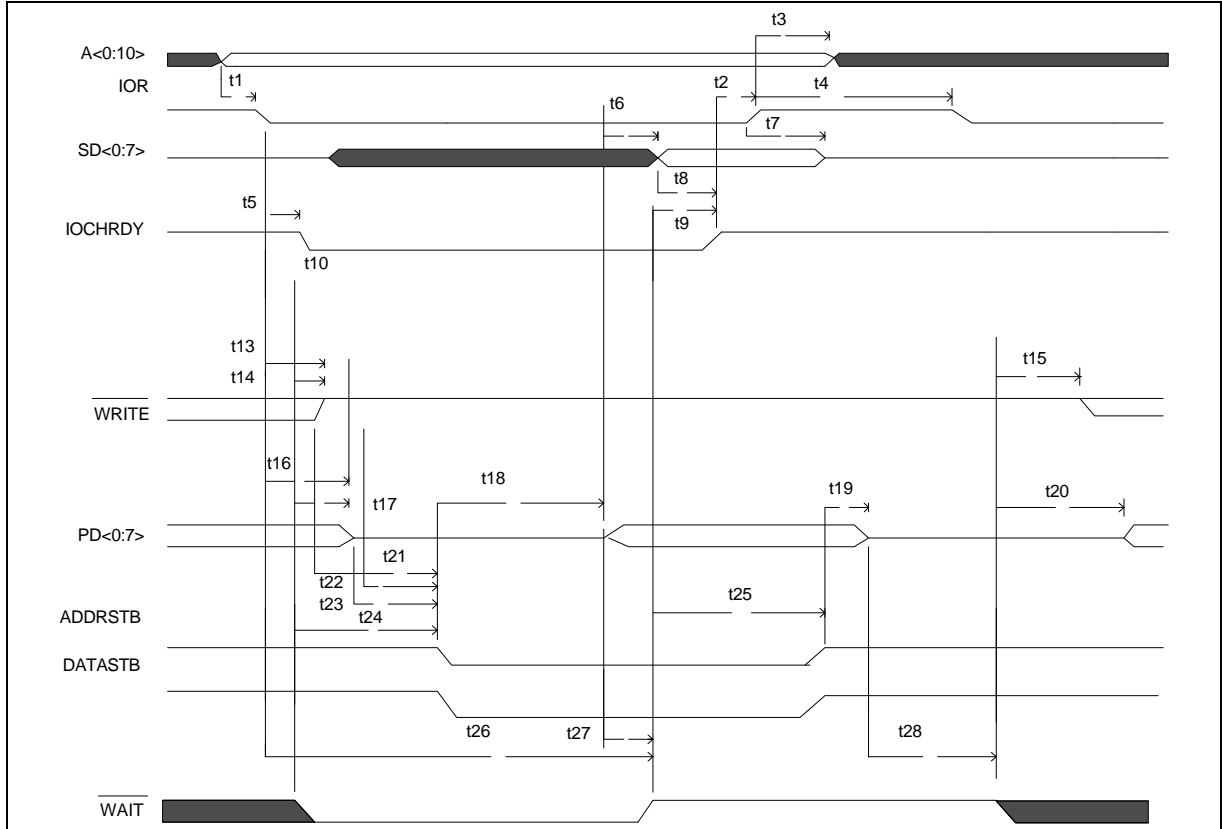 t3
A<0:10>
t1
t2
t4
IOR
t6
t7
SD<0:7>
t8
t5
t9
IOCHRDY
t10
t13
t15
t14
WRITE
t16
t18
t17
t19
t20
PD<0:7>
t21
t22
t23
t25
t24
ADDRSTB
DATASTB
t26
t27
t28
WAIT